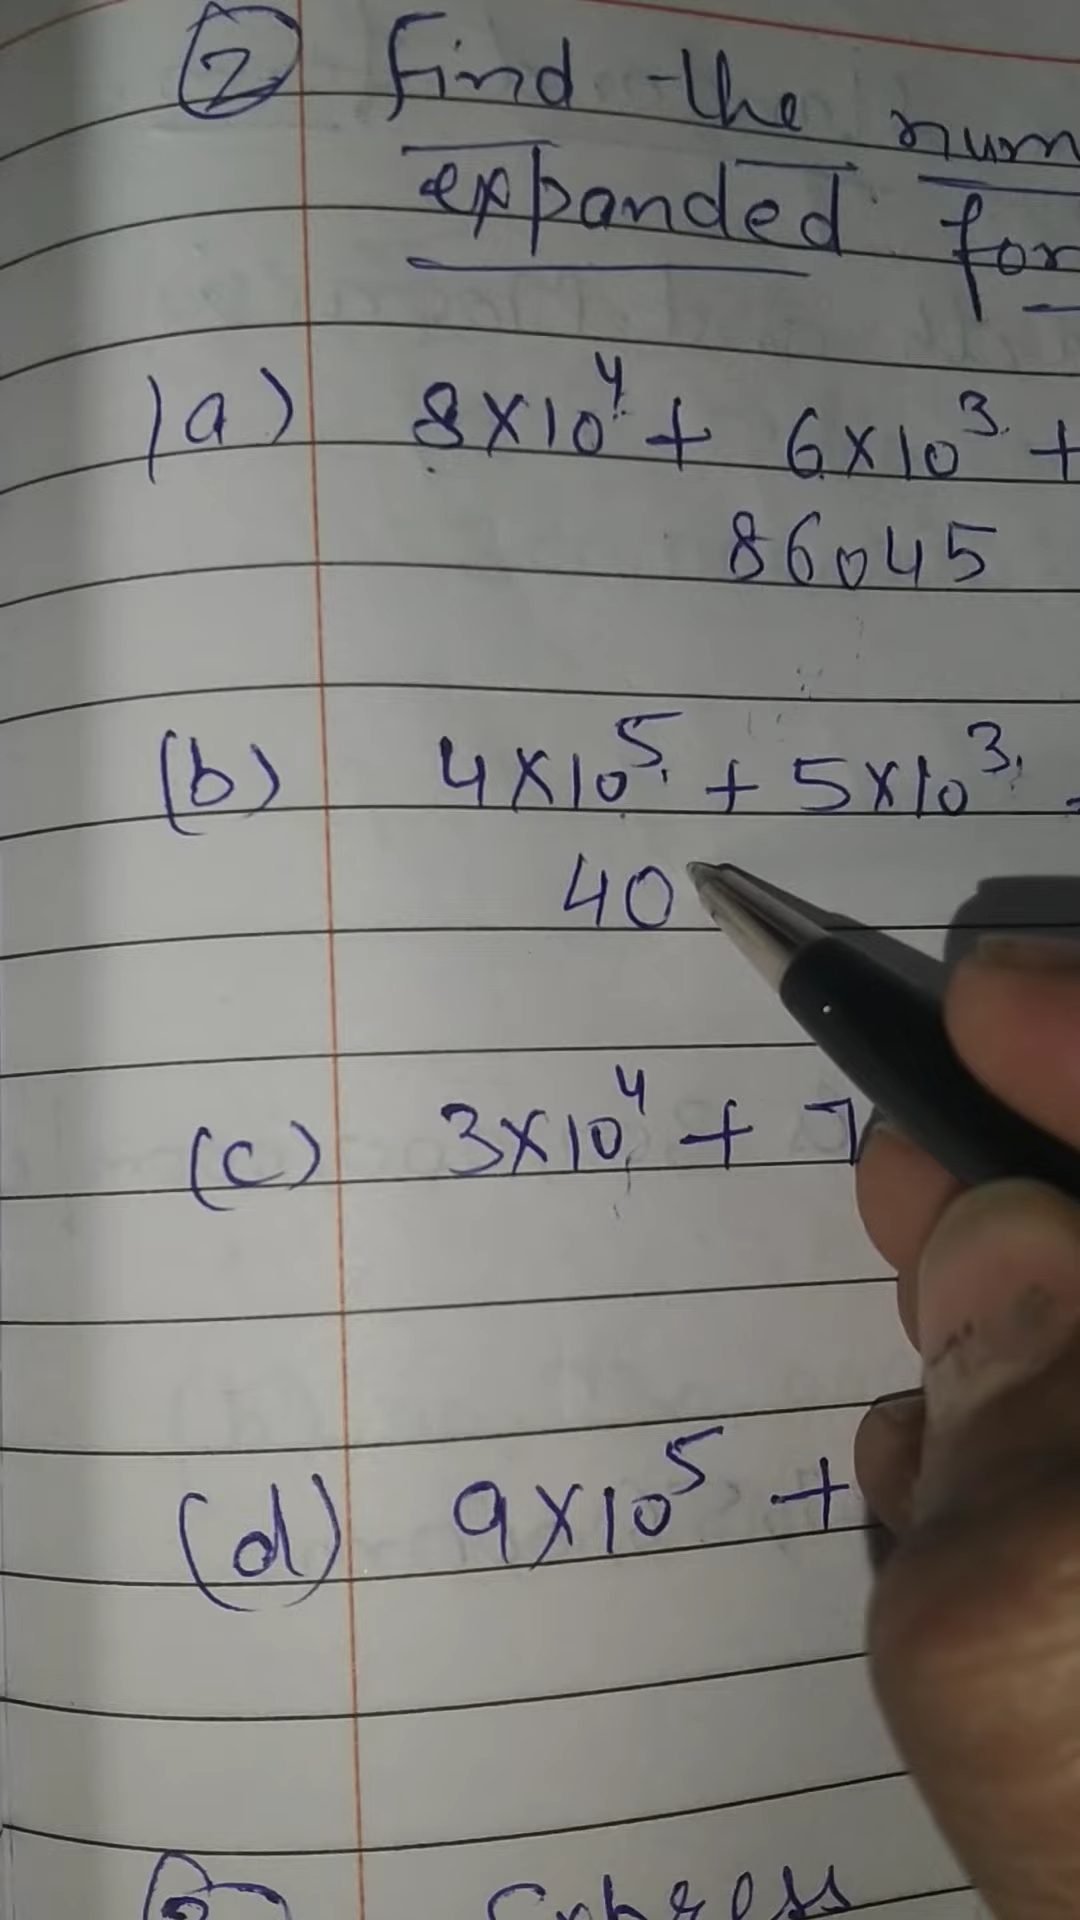 ② Find the num
expanded for
(a) 8×10⁴ + 6×10³ +
86045
(b) 4×10⁵ + 5×10³
40
(c) 3×10⁴ + 7
(d) 9×10⁵ +